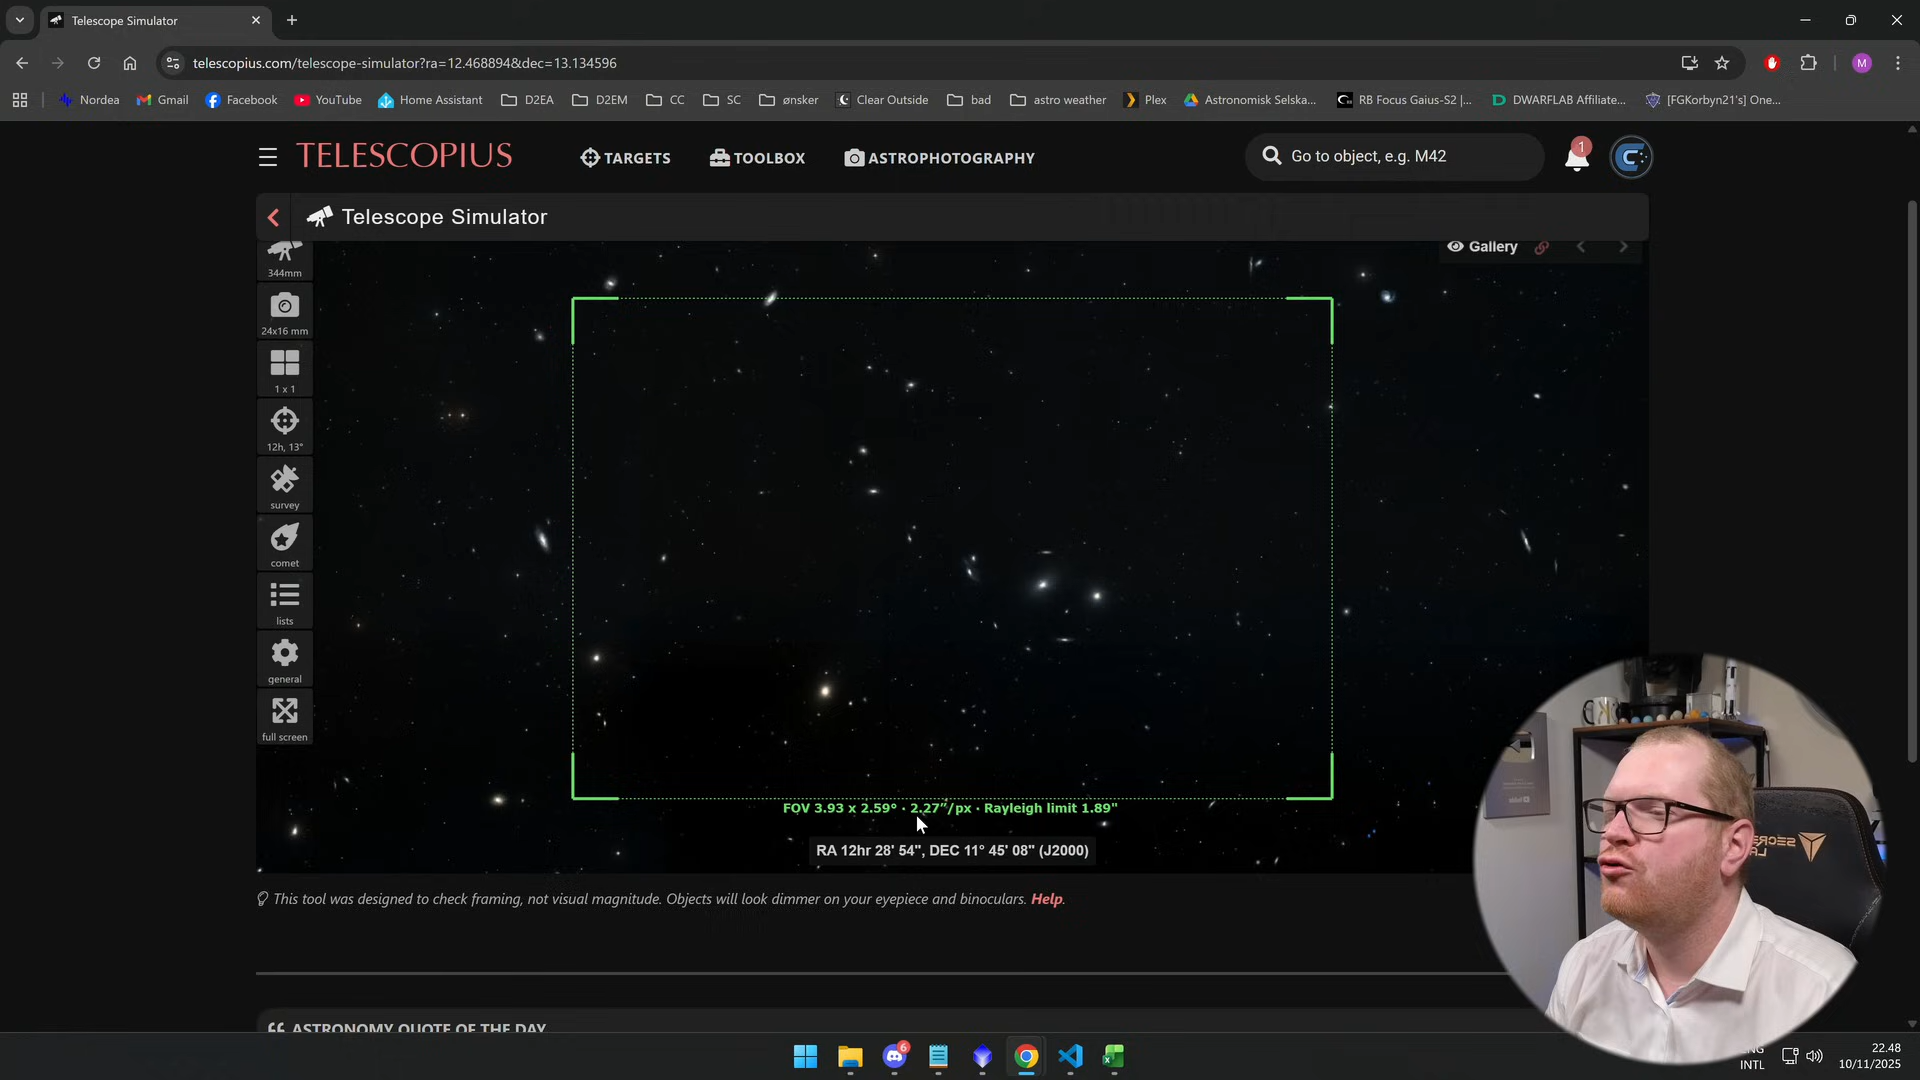 Telescope Simulator
telescopius.com/telescope-simulator?ra=12.468894&dec=13.134596
M
Nordea
Gmail
Facebook
YouTube
Home Assistant
D2EA
D2EM
CC
SC
ønsker
Clear Outside
bad
astro weather
Plex
Astronomisk Selska...
RB Focus Gaius-S2 |...
DWARFLAB Affiliate...
[FGKorbyn21's] One...
TELESCOPIUS
TARGETS
TOOLBOX
ASTROPHOTOGRAPHY
Go to object, e.g. M42
1
Telescope Simulator
Gallery
344mm
24x16 mm
1 x 1
12h, 13°
survey
comet
lists
general
full screen
FOV 3.93 x 2.59° · 2.27"/px · Rayleigh limit 1.89"
RA 12hr 28' 54", DEC 11° 45' 08" (J2000)
This tool was designed to check framing, not visual magnitude. Objects will look dimmer on your eyepiece and binoculars. Help.
ASTRONOMY QUOTE OF THE DAY
6
ENG
INTL
22.48
10/11/2025